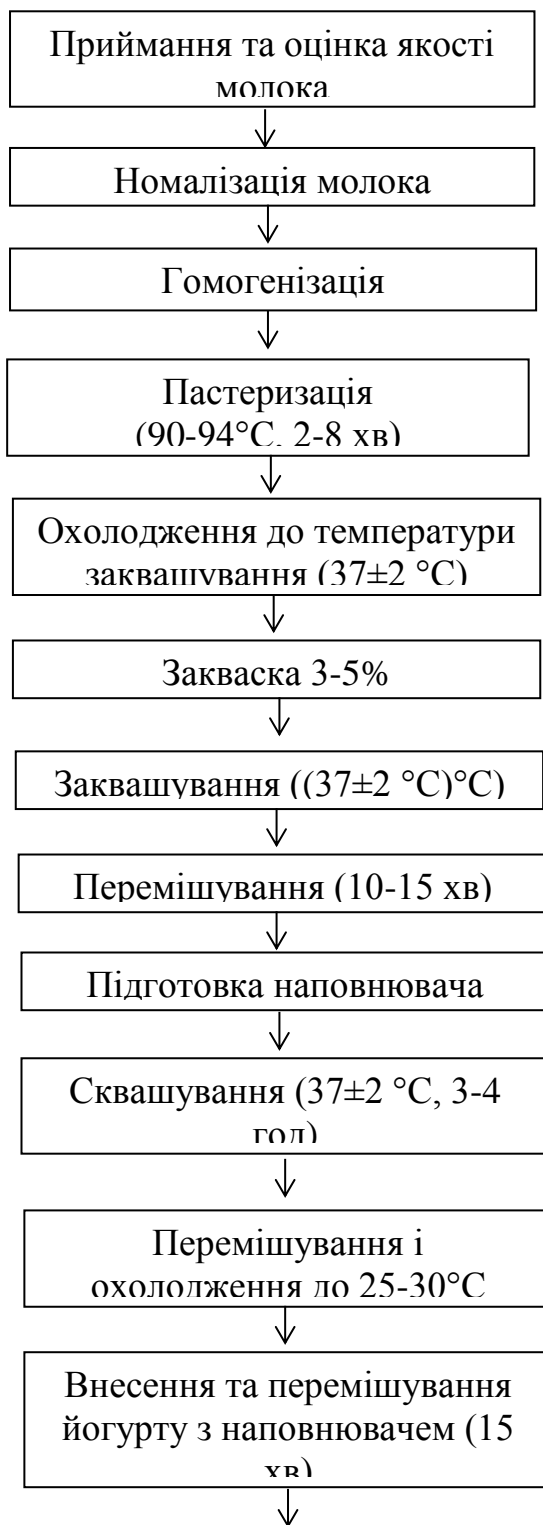 Приймання та оцінка якості
молока
Номалізація молока
Гомогенізація
Пастеризація
(90-94°С, 2-8 хв)
Охолодження до температури
заквашування (37±2 °С)
Закваска 3-5%
Заквашування ((37±2 °С)°С)
Перемішування (10-15 хв)
Підготовка наповнювача
Сквашування (37±2 °С, 3-4
год)
Перемішування і
охолодження до 25-30°С
Внесення та перемішування
йогурту з наповнювачем (15
хв)